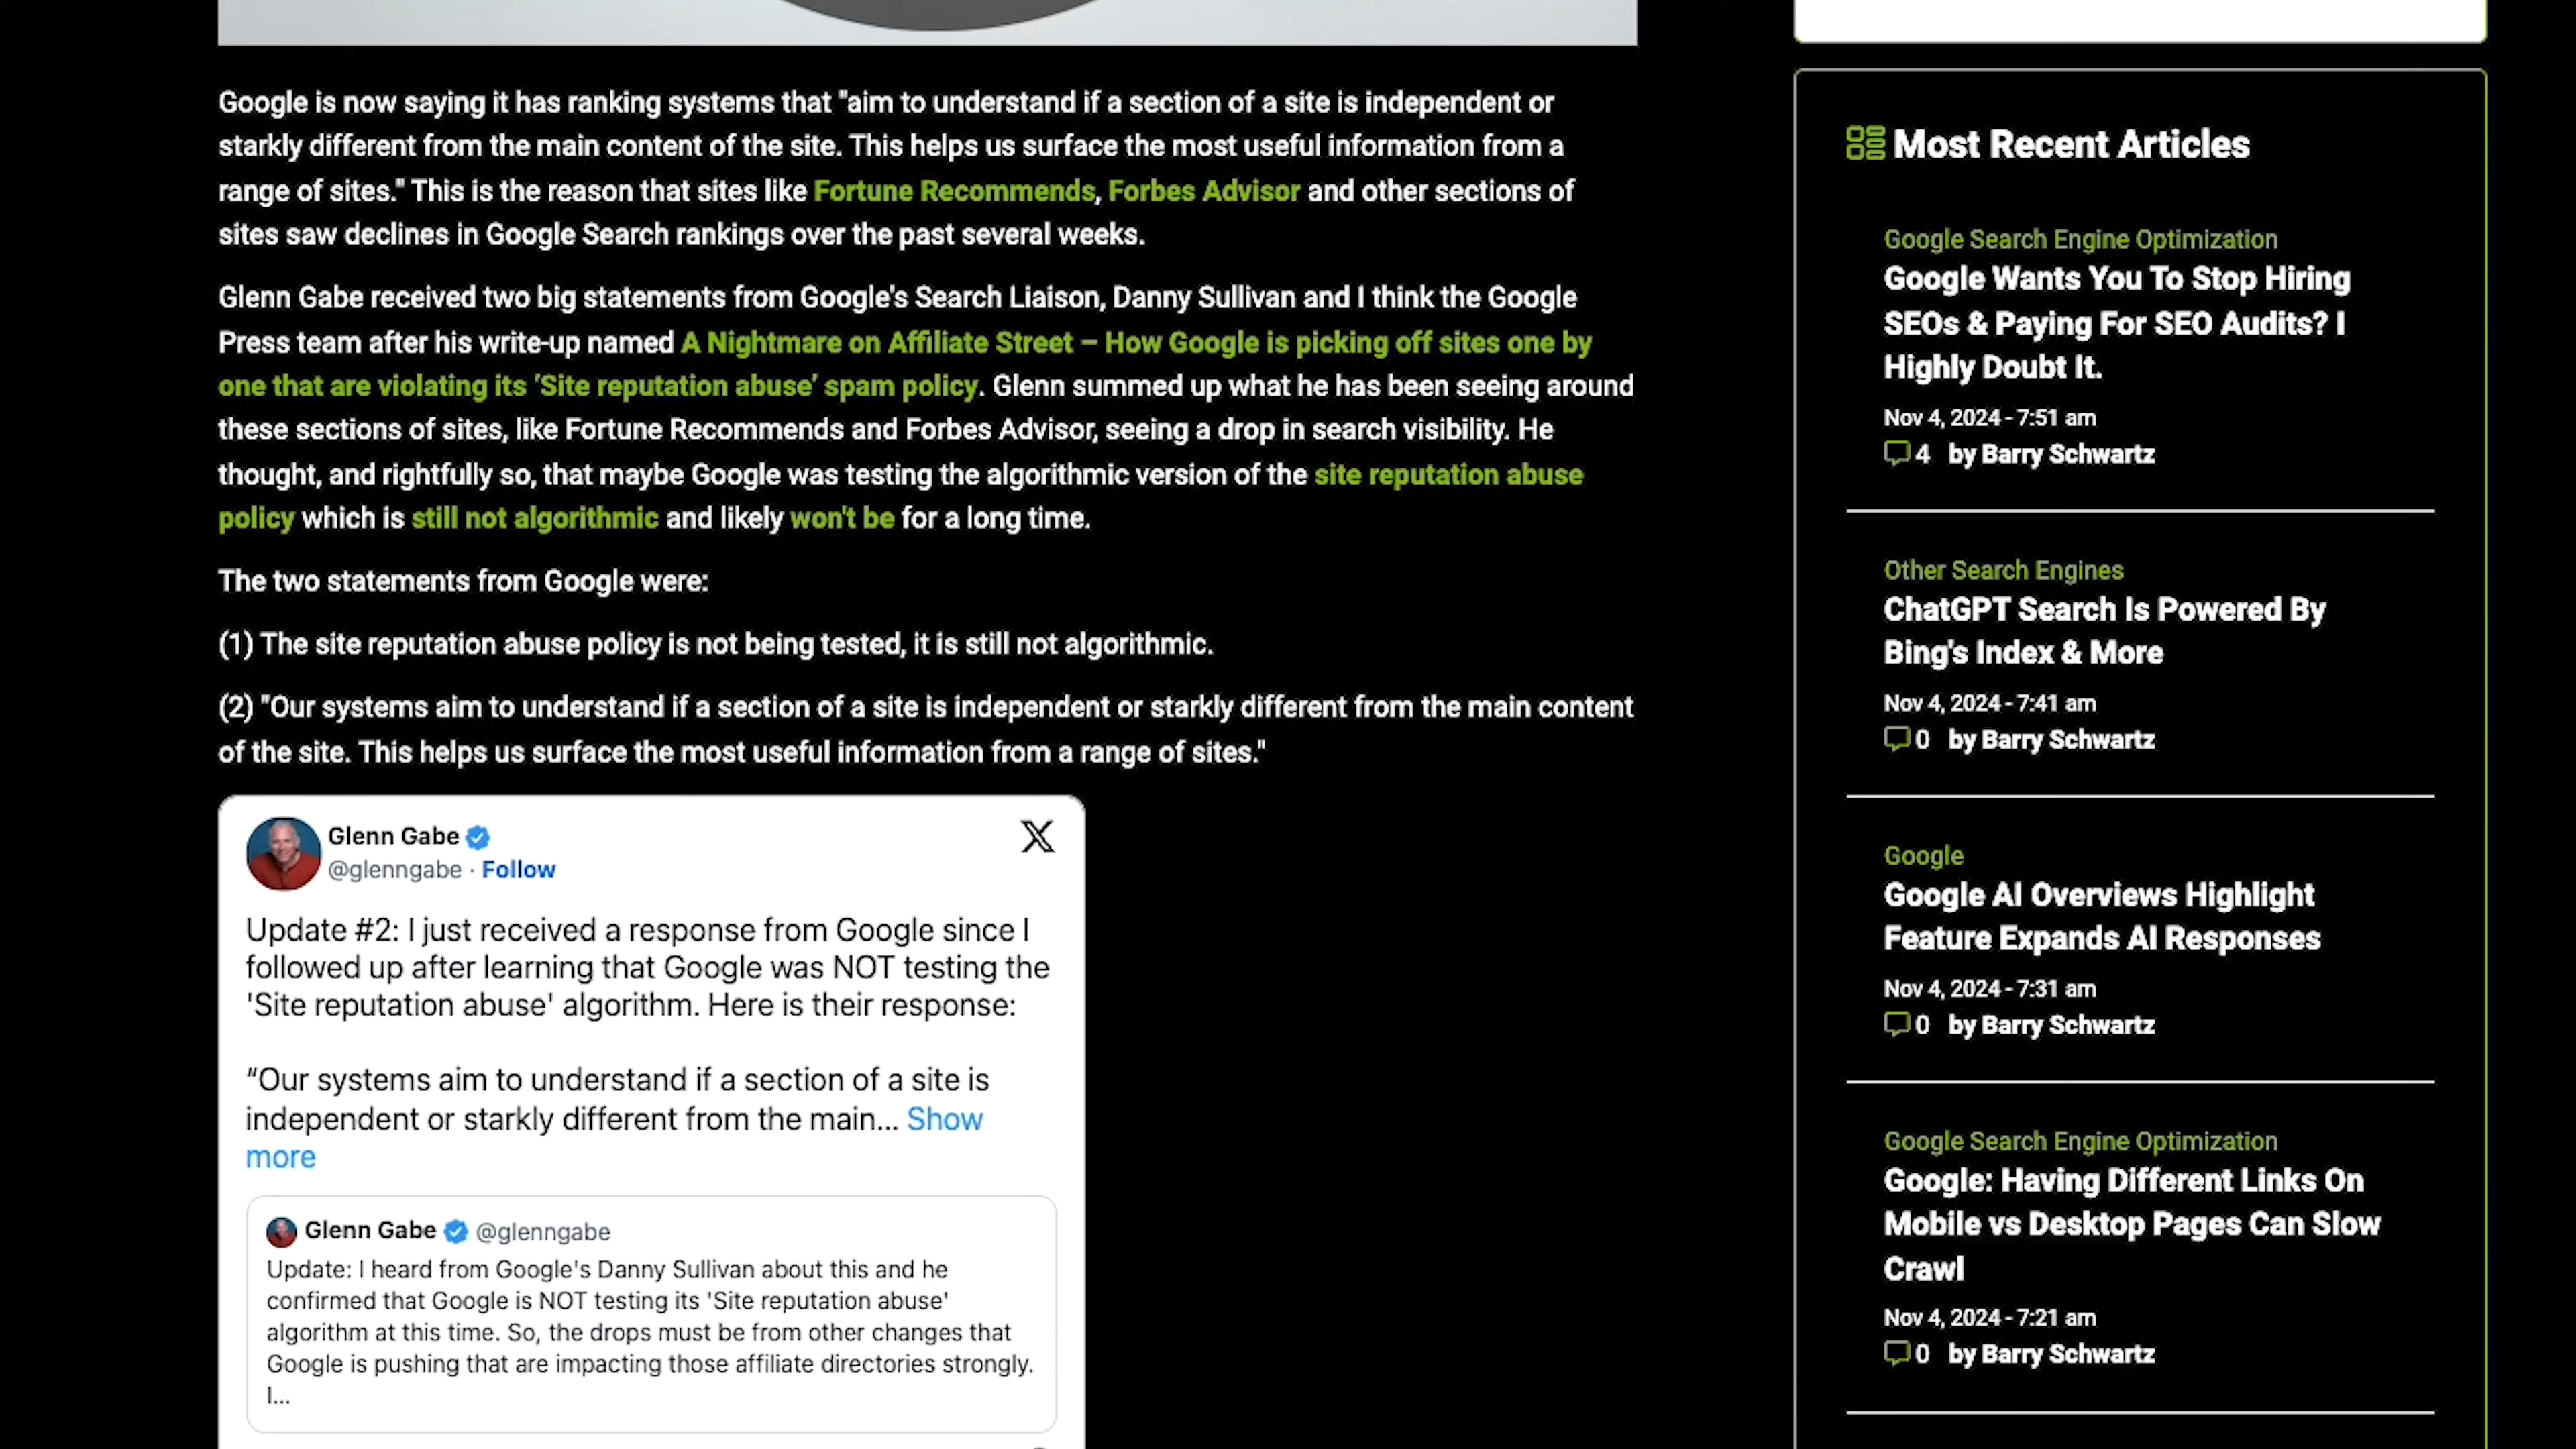 Google is now saying it has ranking systems that "aim to understand if a section of a site is independent or
starkly different from the main content of the site. This helps us surface the most useful information from a
range of sites." This is the reason that sites like Fortune Recommends, Forbes Advisor and other sections of
sites saw declines in Google Search rankings over the past several weeks.
Glenn Gabe received two big statements from Google's Search Liaison, Danny Sullivan and I think the Google
Press team after his write-up named A Nightmare on Affiliate Street – How Google is picking off sites one by
one that are violating its 'Site reputation abuse' spam policy. Glenn summed up what he has been seeing around
these sections of sites, like Fortune Recommends and Forbes Advisor, seeing a drop in search visibility. He
thought, and rightfully so, that maybe Google was testing the algorithmic version of the site reputation abuse
policy which is still not algorithmic and likely won't be for a long time.
The two statements from Google were:
(1) The site reputation abuse policy is not being tested, it is still not algorithmic.
(2) "Our systems aim to understand if a section of a site is independent or starkly different from the main content
of the site. This helps us surface the most useful information from a range of sites."
Glenn Gabe
@glenngabe · Follow
Update #2: I just received a response from Google since I
followed up after learning that Google was NOT testing the
'Site reputation abuse' algorithm. Here is their response:
“Our systems aim to understand if a section of a site is
independent or starkly different from the main... Show
more
Glenn Gabe @glenngabe
Update: I heard from Google's Danny Sullivan about this and he
confirmed that Google is NOT testing its 'Site reputation abuse'
algorithm at this time. So, the drops must be from other changes that
Google is pushing that are impacting those affiliate directories strongly.
I...
Most Recent Articles
Google Search Engine Optimization
Google Wants You To Stop Hiring
SEOs & Paying For SEO Audits? I
Highly Doubt It.
Nov 4, 2024 - 7:51 am
4 by Barry Schwartz
Other Search Engines
ChatGPT Search Is Powered By
Bing's Index & More
Nov 4, 2024 - 7:41 am
0 by Barry Schwartz
Google
Google AI Overviews Highlight
Feature Expands AI Responses
Nov 4, 2024 - 7:31 am
0 by Barry Schwartz
Google Search Engine Optimization
Google: Having Different Links On
Mobile vs Desktop Pages Can Slow
Crawl
Nov 4, 2024 - 7:21 am
0 by Barry Schwartz